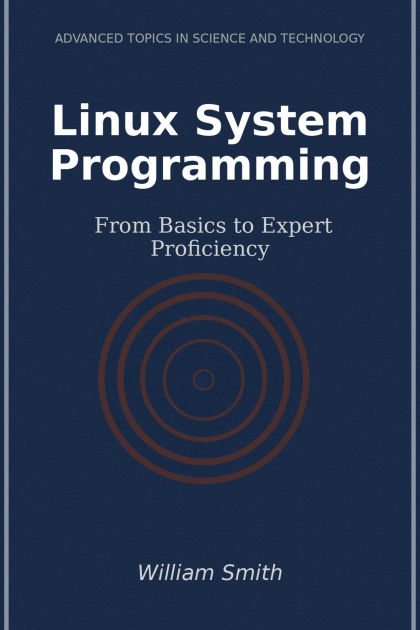 ADVANCED TOPICS IN SCIENCE AND TECHNOLOGY
Linux System
Programming
From Basics to Expert
Proficiency
William Smith